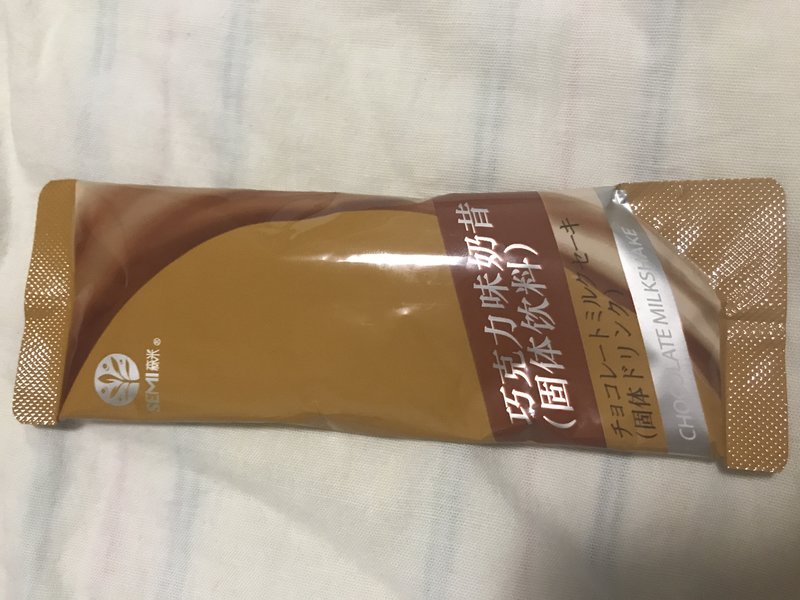 SEMI 森米®
巧克力味奶昔
(固体饮料)
チョコレートミルクセーキ
(固体ドリンク)
CHOCOLATE MILKSHAKE